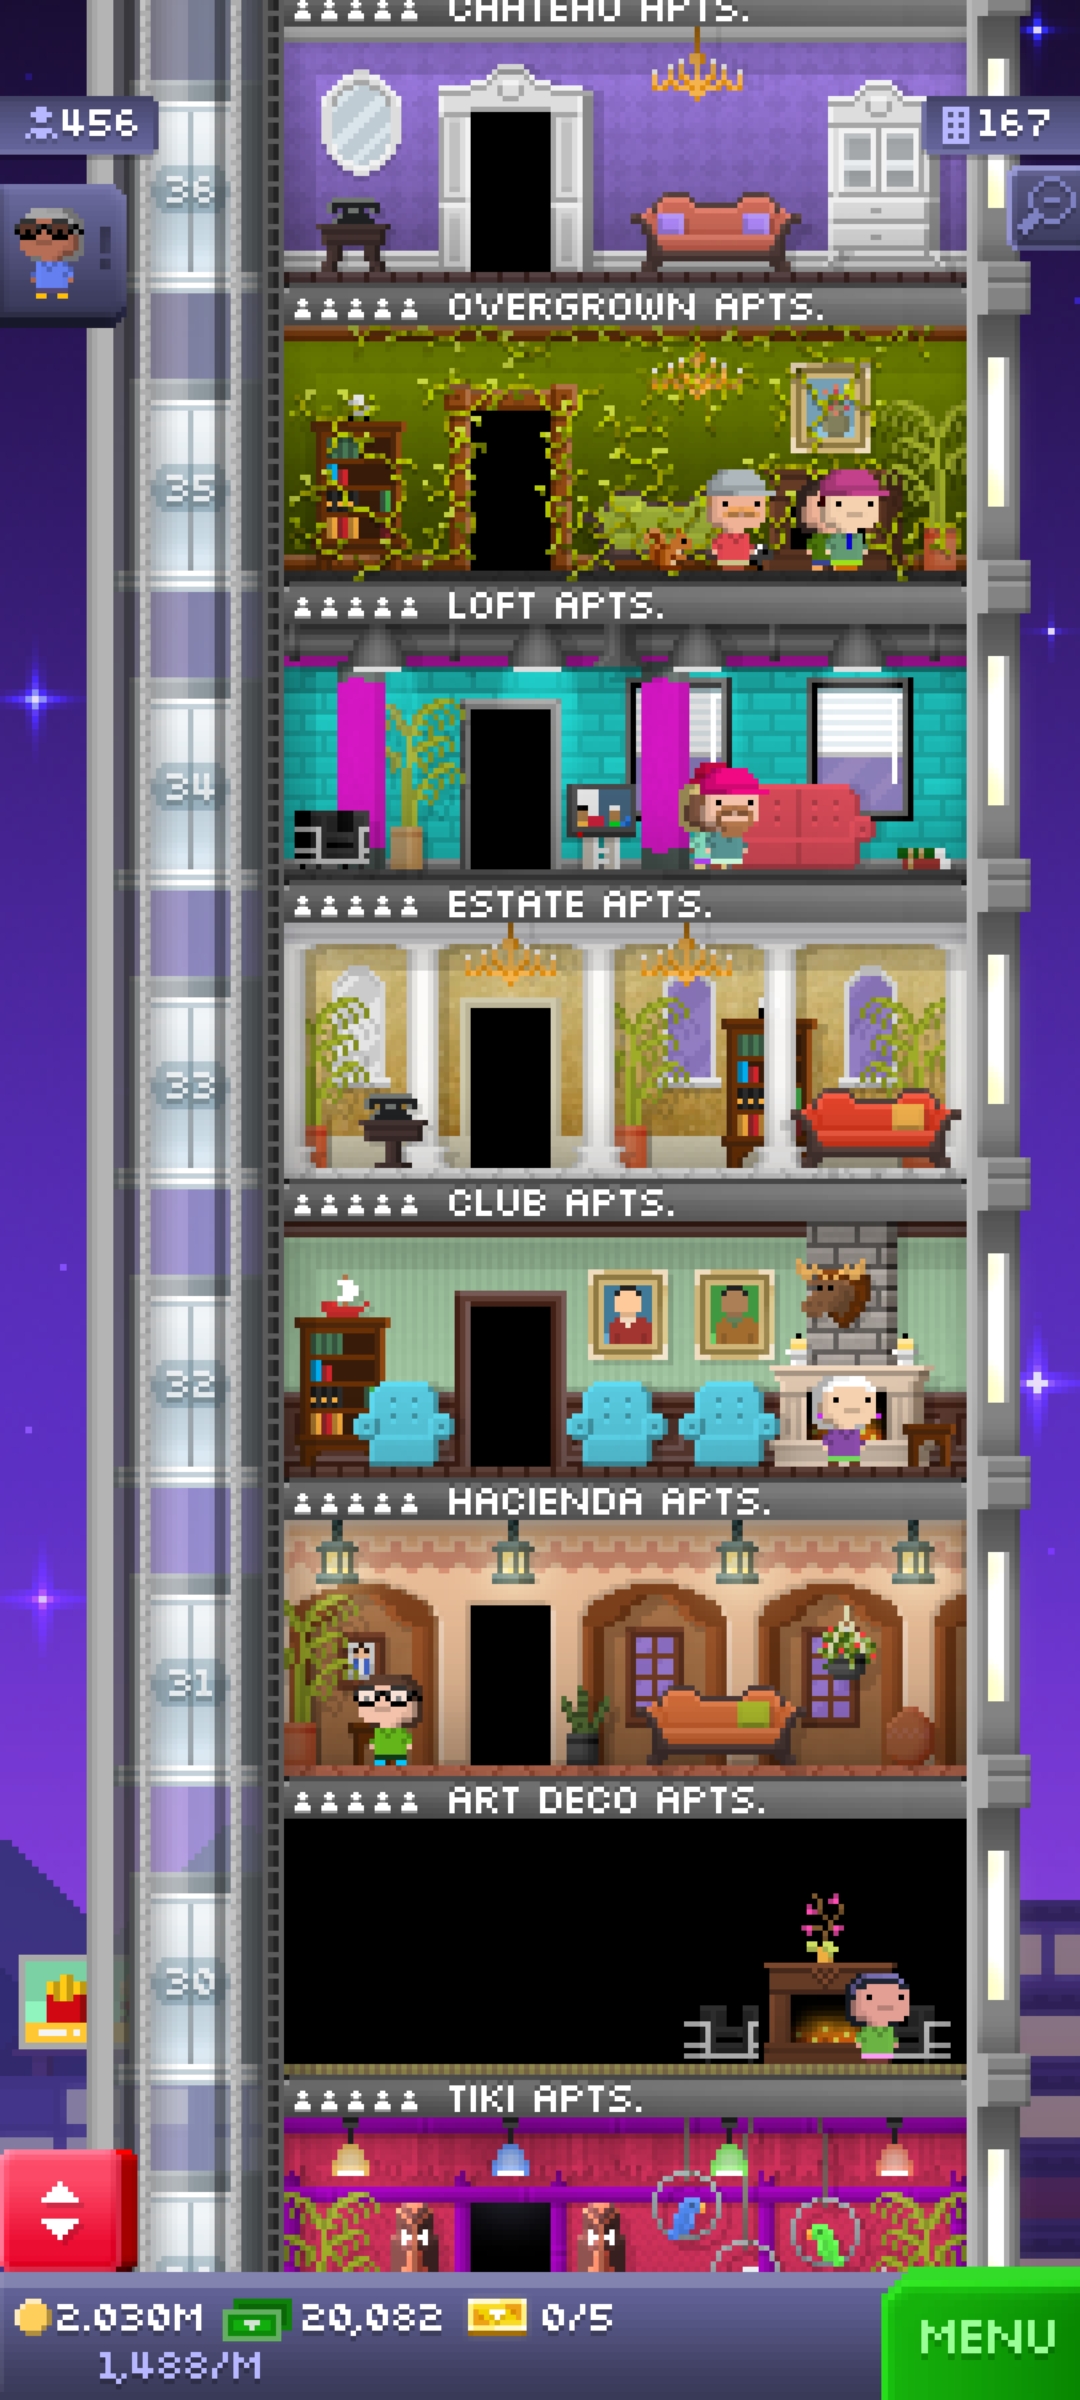 CHATEAU APTS.
456
167
36
!
OVERGROWN APTS.
35
LOFT APTS.
34
ESTATE APTS.
33
CLUB APTS.
32
HACIENDA APTS.
31
ART DECO APTS.
30
TIKI APTS.
2.030M 20,082 0/5
1,488/M
MENU